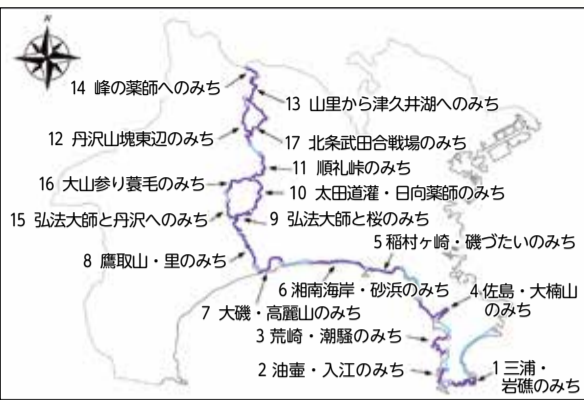 N
14 峰の薬師へのみち
13 山里から津久井湖へのみち
12 丹沢山塊東辺のみち
17 北条武田合戦場のみち
11 順礼峠のみち
16 大山参り蓑毛のみち
10 太田道灌・日向薬師のみち
15 弘法大師と丹沢へのみち
9 弘法大師と桜のみち
5 稲村ヶ崎・磯づたいのみち
8 鷹取山・里のみち
6 湘南海岸・砂浜のみち
4 佐島・大楠山
のみち
7 大磯・高麗山のみち
3 荒崎・潮騒のみち
2 油壷・入江のみち
1 三浦・
岩礁のみち